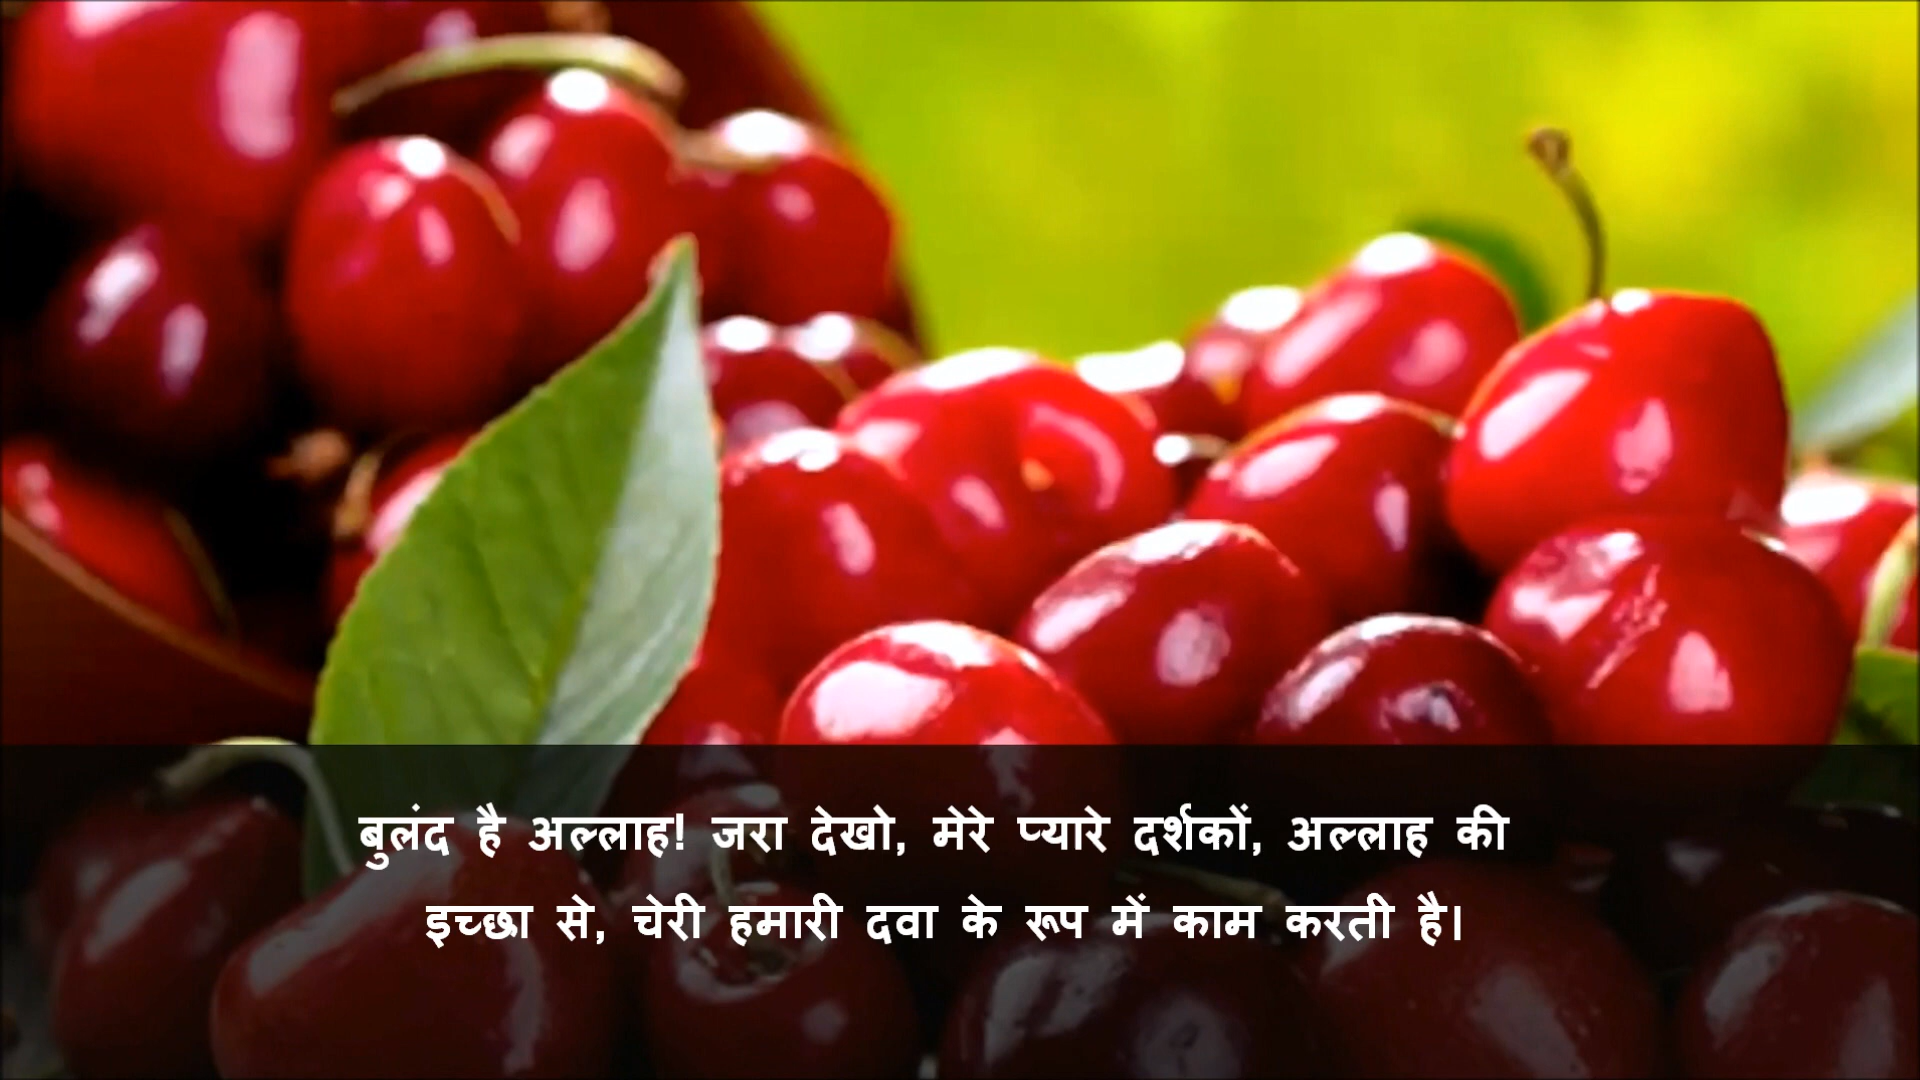 बुलंद है अल्लाह! जरा देखो, मेरे प्यारे दर्शकों, अल्लाह की
इच्छा से, चेरी हमारी दवा के रूप में काम करती है।